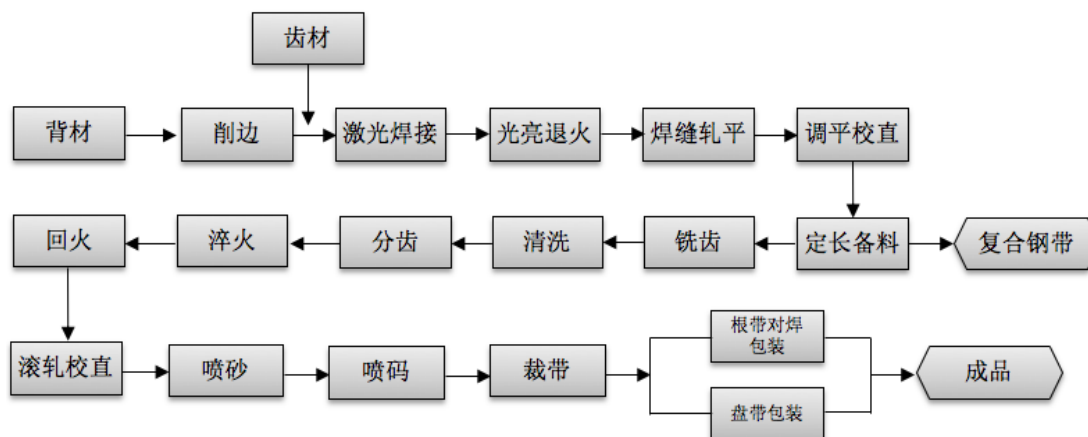 齿材
背材
削边
激光焊接
光亮退火
焊缝轧平
调平校直
回火
淬火
分齿
清洗
铣齿
定长备料
复合钢带
滚轧校直
喷砂
喷码
裁带
根带对焊
包装
盘带包装
成品